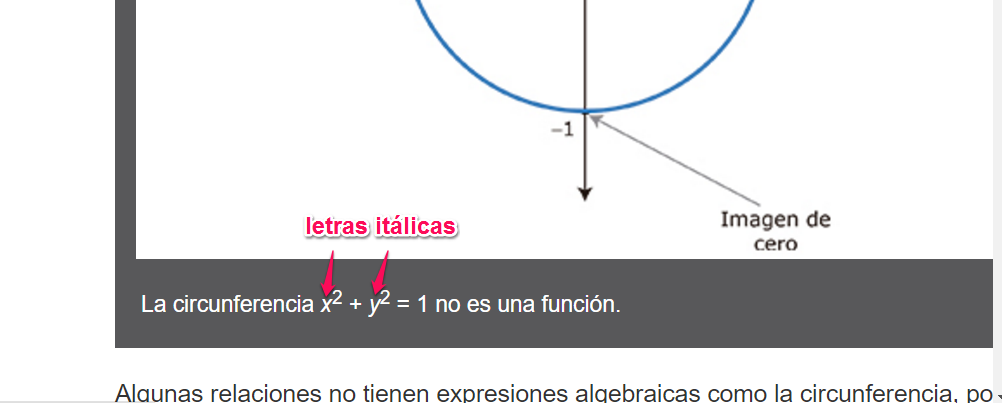 −1
Imagen de
cero
letras itálicas
La circunferencia x² + y² = 1 no es una función.
Algunas relaciones no tienen expresiones algebraicas como la circunferencia, po